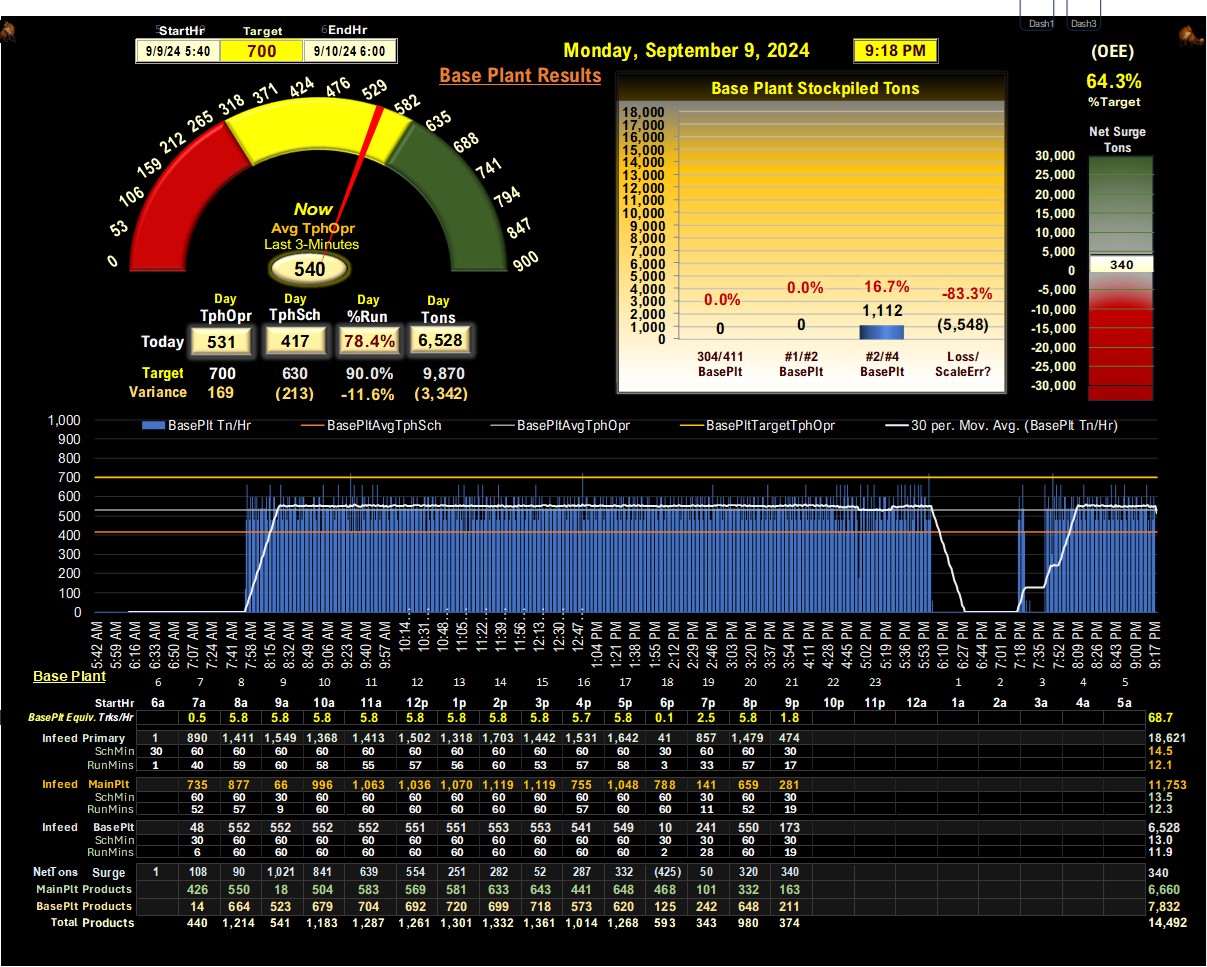 Dash1 Dash3
StartHr Target EndHr
9/9/24 5:40 700 9/10/24 6:00
Monday, September 9, 2024 9:18 PM
(OEE)
64.3%
%Target
Base Plant Results
0 53 106 159 212 265 318 371 424 476 529 582 635 688 741 794 847 900
Now
Avg TphOpr
Last 3-Minutes
540
Day Day Day Day
TphOpr TphSch %Run Tons
Today 531 417 78.4% 6,528
Target 700 630 90.0% 9,870
Variance 169 (213) -11.6% (3,342)
Base Plant Stockpiled Tons
18,000
17,000
16,000
15,000
14,000
13,000
12,000
11,000
10,000
9,000
8,000
7,000
6,000
5,000
4,000
3,000
2,000
1,000
0
0.0% 0.0% 16.7% -83.3%
0 0 1,112 (5,548)
304/411 #1/#2 #2/#4 Loss/
BasePlt BasePlt BasePlt ScaleErr?
Net Surge
Tons
30,000
25,000
20,000
15,000
10,000
5,000
0
340
-5,000
-10,000
-15,000
-20,000
-25,000
-30,000
BasePlt Tn/Hr BasePltAvgTphSch BasePltAvgTphOpr BasePltTargetTphOpr 30 per. Mov. Avg. (BasePlt Tn/Hr)
1,000
900
800
700
600
500
400
300
200
100
0
5:42 AM 5:59 AM 6:16 AM 6:33 AM 6:50 AM 7:07 AM 7:24 AM 7:41 AM 7:58 AM 8:15 AM 8:32 AM 8:49 AM 9:06 AM 9:23 AM 9:40 AM 9:57 AM 10:14... 10:31... 10:48... 11:05... 11:22... 11:39... 11:56... 12:13... 12:30... 12:47... 1:04 PM 1:21 PM 1:38 PM 1:55 PM 2:12 PM 2:29 PM 2:46 PM 3:03 PM 3:20 PM 3:37 PM 3:54 PM 4:11 PM 4:28 PM 4:45 PM 5:02 PM 5:19 PM 5:36 PM 5:53 PM 6:10 PM 6:27 PM 6:44 PM 7:01 PM 7:18 PM 7:35 PM 7:52 PM 8:09 PM 8:26 PM 8:43 PM 9:00 PM 9:17 PM
Base Plant
6 7 8 9 10 11 12 13 14 15 16 17 18 19 20 21 22 23 1 2 3 4 5
StartHr 6a 7a 8a 9a 10a 11a 12p 1p 2p 3p 4p 5p 6p 7p 8p 9p 10p 11p 12a 1a 2a 3a 4a 5a
BasePlt Equiv. Trks/Hr 0.5 5.8 5.8 5.8 5.8 5.8 5.8 5.8 5.8 5.7 5.8 0.1 2.5 5.8 1.8 68.7
Infeed Primary 1 890 1,411 1,549 1,368 1,413 1,502 1,318 1,703 1,442 1,531 1,642 41 857 1,479 474 18,621
SchMin 30 60 60 60 60 60 60 60 60 60 60 60 30 60 60 30 14.5
RunMins 1 40 59 60 58 55 57 56 60 53 57 58 3 33 57 17 12.1
Infeed MainPlt 735 877 66 996 1,063 1,036 1,070 1,119 1,119 755 1,048 788 141 659 281 11,753
SchMin 60 60 30 60 60 60 60 60 60 60 60 60 30 60 30 13.5
RunMins 52 57 9 60 60 60 60 60 60 57 60 60 11 52 19 12.3
Infeed BasePlt 48 552 552 552 552 551 551 553 553 541 549 10 241 550 173 6,528
SchMin 30 60 60 60 60 60 60 60 60 60 60 30 30 60 30 13.0
RunMins 6 60 60 60 60 60 60 60 60 60 60 2 28 60 19 11.9
NetTons Surge 1 108 90 1,021 841 639 554 251 282 52 287 332 (425) 50 320 340 340
MainPlt Products 426 550 18 504 583 569 581 633 643 441 648 468 101 332 163 6,660
BasePlt Products 14 664 523 679 704 692 720 699 718 573 620 125 242 648 211 7,832
Total Products 440 1,214 541 1,183 1,287 1,261 1,301 1,332 1,361 1,014 1,268 593 343 980 374 14,492